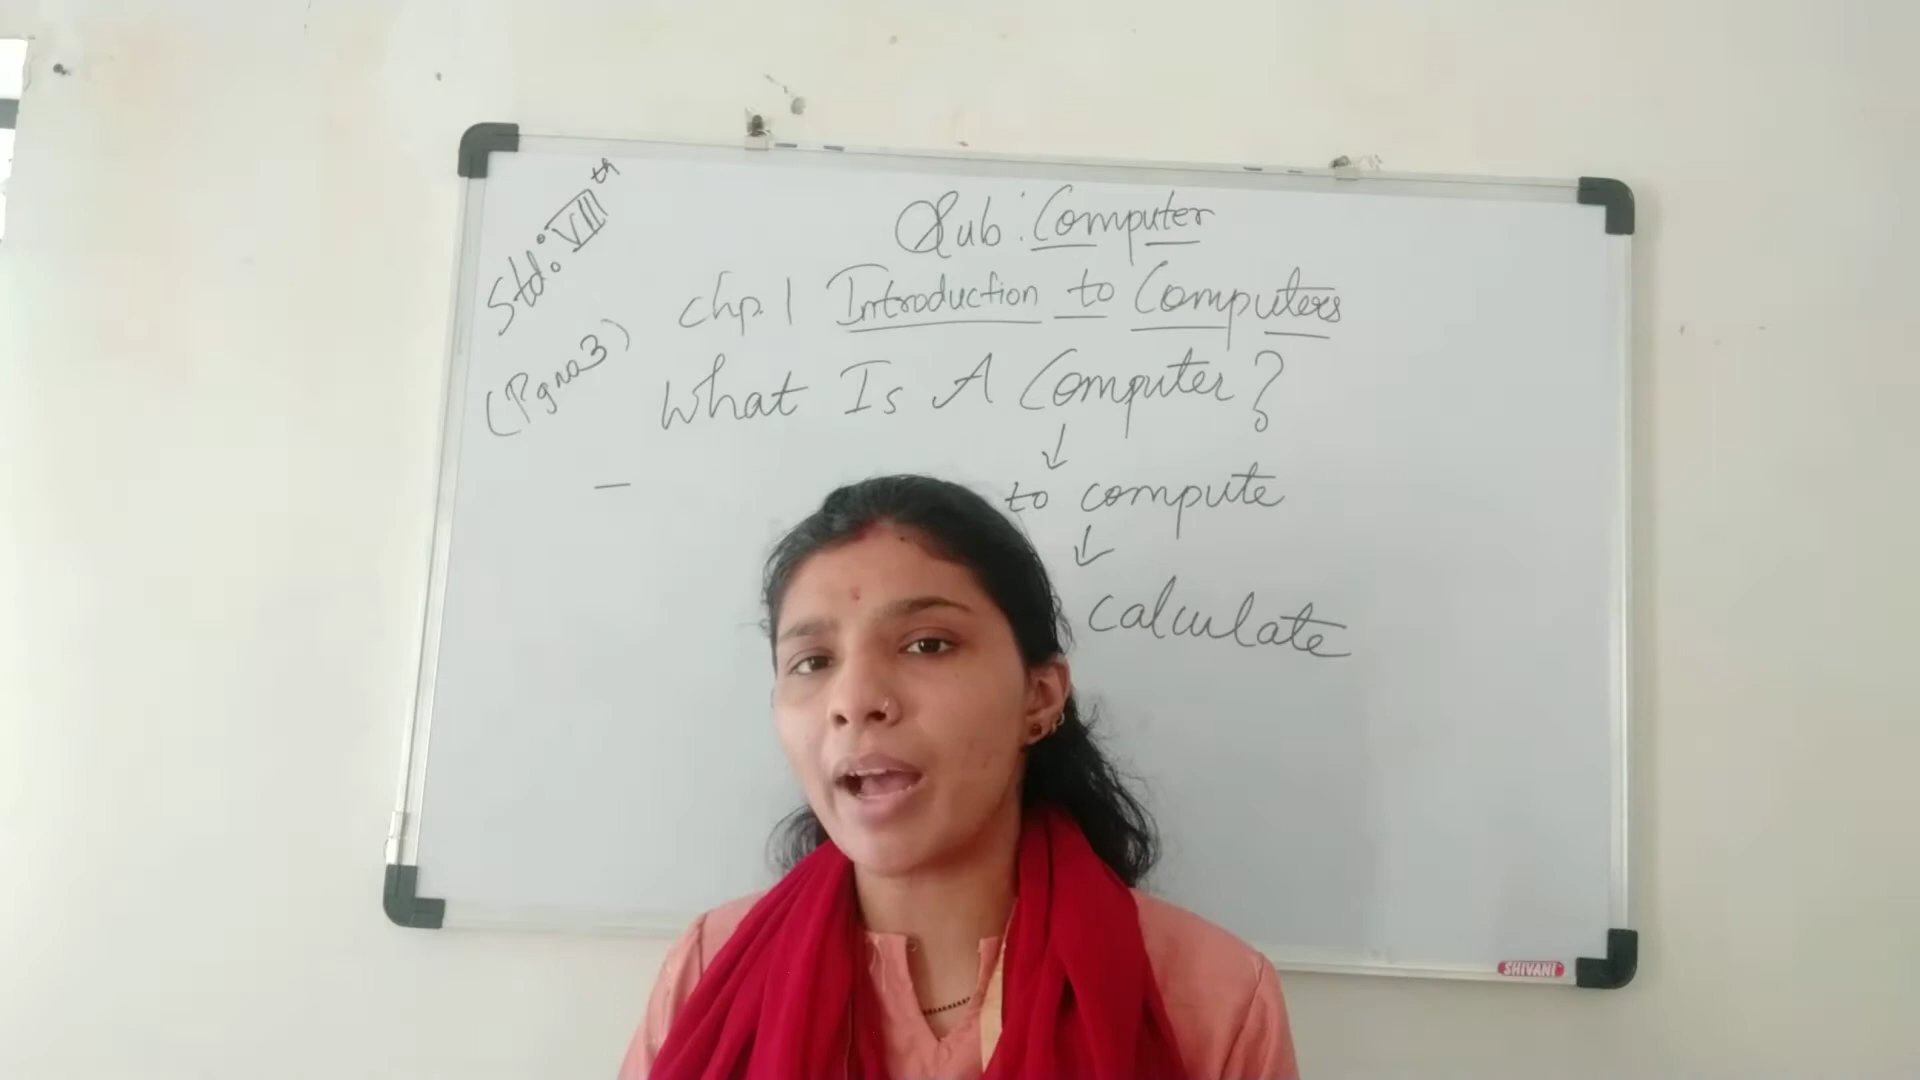 Std: VIIIth
(Pg no 3)
Sub: Computer
Chp. 1 Introduction to Computers
What Is A Computer?
↓
to compute
↓
calculate
—
SHIVANI